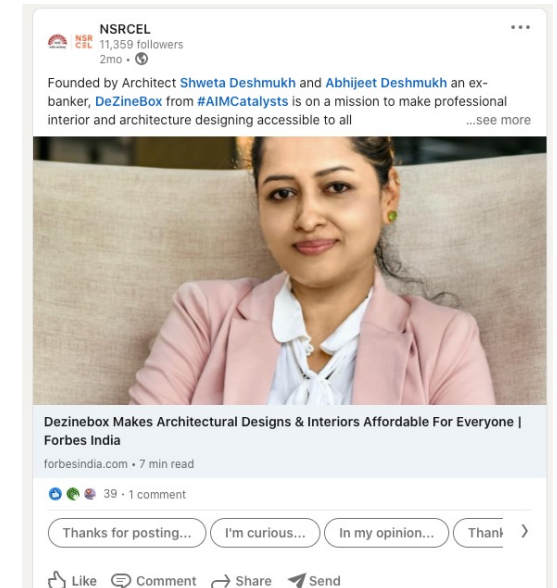 NSRCEL
NSR
CEL
11,359 followers
2mo •
Founded by Architect Shweta Deshmukh and Abhijeet Deshmukh an ex-
banker, DeZineBox from #AIMCatalysts is on a mission to make professional
interior and architecture designing accessible to all ...see more
Dezinebox Makes Architectural Designs & Interiors Affordable For Everyone |
Forbes India
forbesindia.com • 7 min read
39 · 1 comment
Thanks for posting... I'm curious... In my opinion... Thank
Like Comment Share Send